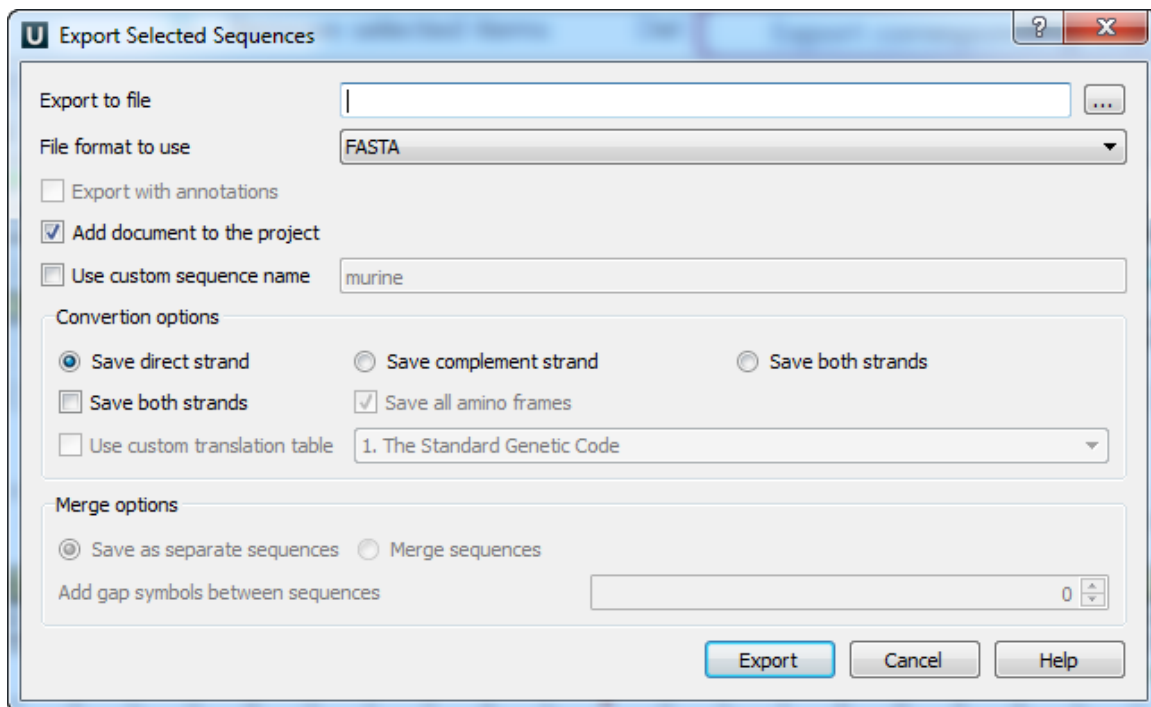 U Export Selected Sequences
? X
Export to file
...
File format to use FASTA
Export with annotations
Add document to the project
Use custom sequence name murine
Convertion options
Save direct strand Save complement strand Save both strands
Save both strands Save all amino frames
Use custom translation table 1. The Standard Genetic Code
Merge options
Save as separate sequences Merge sequences
Add gap symbols between sequences 0
Export Cancel Help